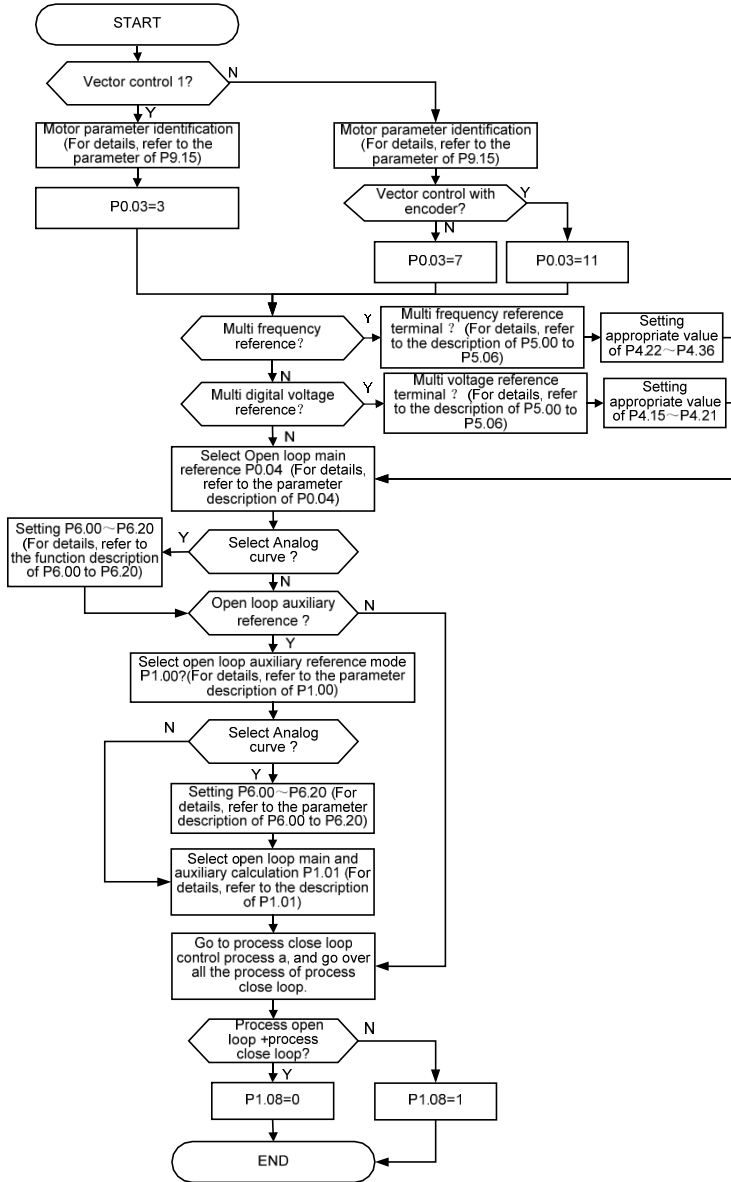 START
Vector control 1?
N
Y
Motor parameter identification
(For details, refer to the
parameter of P9.15)
Motor parameter identification
(For details, refer to the
parameter of P9.15)
P0.03=3
Vector control with
encoder?
Y
N
P0.03=7
P0.03=11
Multi frequency
reference?
Y
Multi frequency reference
terminal? (For details, refer
to the description of P5.00 to
P5.06)
Setting
appropriate value
of P4.22～P4.36
N
Multi digital voltage
reference?
Y
Multi voltage reference
terminal? (For details, refer
to the description of P5.00 to
P5.06)
Setting
appropriate value
of P4.15～P4.21
N
Select Open loop main
reference P0.04 (For details,
refer to the parameter
description of P0.04)
Setting P6.00～P6.20
(For details, refer to
the function description
of P6.00 to P6.20)
Y
Select Analog
curve?
N
Open loop auxiliary
reference?
N
Y
Select open loop auxiliary reference mode
P1.00?(For details, refer to the parameter
description of P1.00)
N
Select Analog
curve?
Y
Setting P6.00～P6.20 (For
details, refer to the parameter
description of P6.00 to P6.20)
Select open loop main and
auxiliary calculation P1.01 (For
details, refer to the description
of P1.01)
Go to process close loop
control process a, and go over
all the process of process
close loop.
Process open
loop +process
close loop?
N
Y
P1.08=0
P1.08=1
END